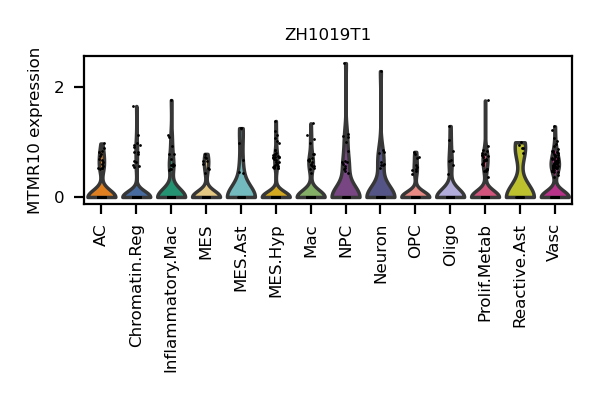 ZH1019T1
MTMR10 expression
2
0
AC
Chromatin.Reg
Inflammatory.Mac
MES
MES.Ast
MES.Hyp
Mac
NPC
Neuron
OPC
Oligo
Prolif.Metab
Reactive.Ast
Vasc